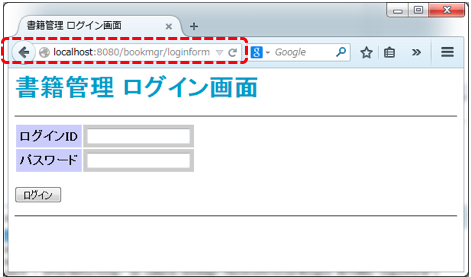 書籍管理 ログイン画面
localhost:8080/bookmgr/loginform
Google
書籍管理 ログイン画面
ログインID
パスワード
ログイン